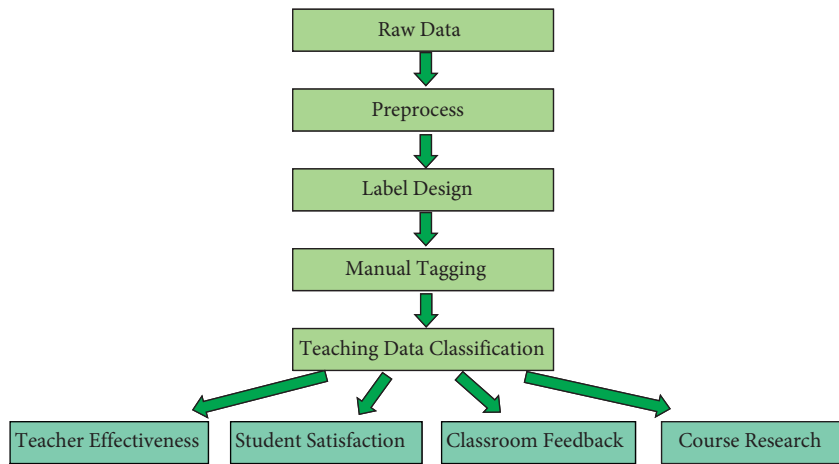 Raw Data
Preprocess
Label Design
Manual Tagging
Teaching Data Classification
Teacher Effectiveness
Student Satisfaction
Classroom Feedback
Course Research